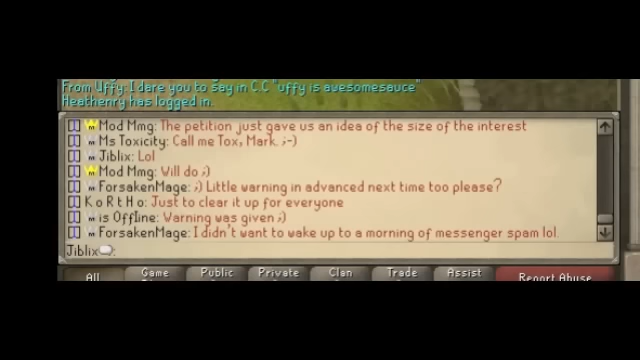 From Uffy: I dare you to say in C C "uffy is awesomesauce"
Heathenry has logged in.
Mod Mmg: The petition just gave us an idea of the size of the interest
Ms Toxicity: Call me Tox, Mark. ;-)
Jiblix: Lol
Mod Mmg: Will do ;)
ForsakenMage: ;) Little warning in advanced next time too please?
K o R t H o: Just to clear it up for everyone
is Offline: Warning was given ;)
ForsakenMage: I didn't want to wake up to a morning of messenger spam lol
Jiblix:
All Game Public Private Clan Trade Assist Report Abuse